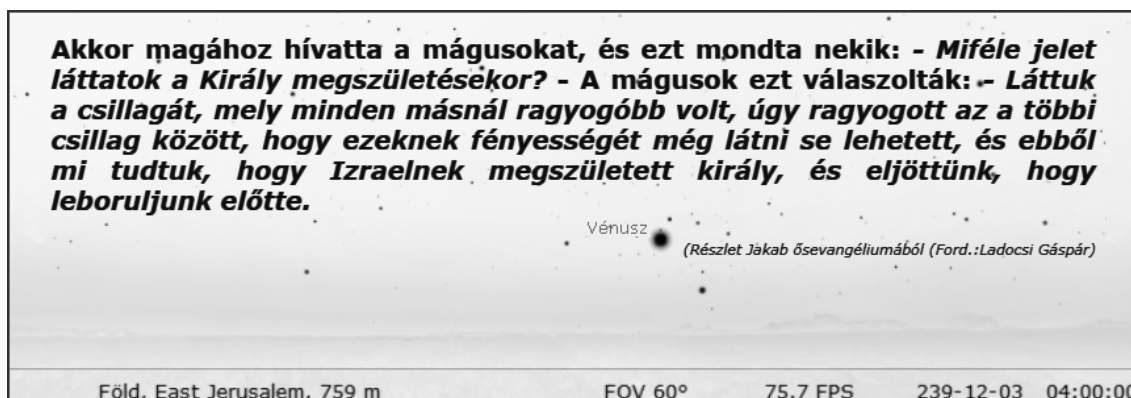 Akkor magához hívatta a mágusokat, és ezt mondta nekik: - Miféle jelet
láttatok a Király megszületésekor? - A mágusok ezt válaszolták: - Láttuk
a csillagát, mely minden másnál ragyogóbb volt, úgy ragyogott az a többi
csillag között, hogy ezeknek fényességét még látni se lehetett, és ebből
mi tudtuk, hogy Izraelnek megszületett király, és eljöttünk, hogy
leboruljunk előtte.
Vénusz
(Részlet Jakab ősevangéliumából (Ford.:Ladocsi Gáspár)
Föld, East Jerusalem, 759 m FOV 60° 75.7 FPS 239-12-03 04:00:00